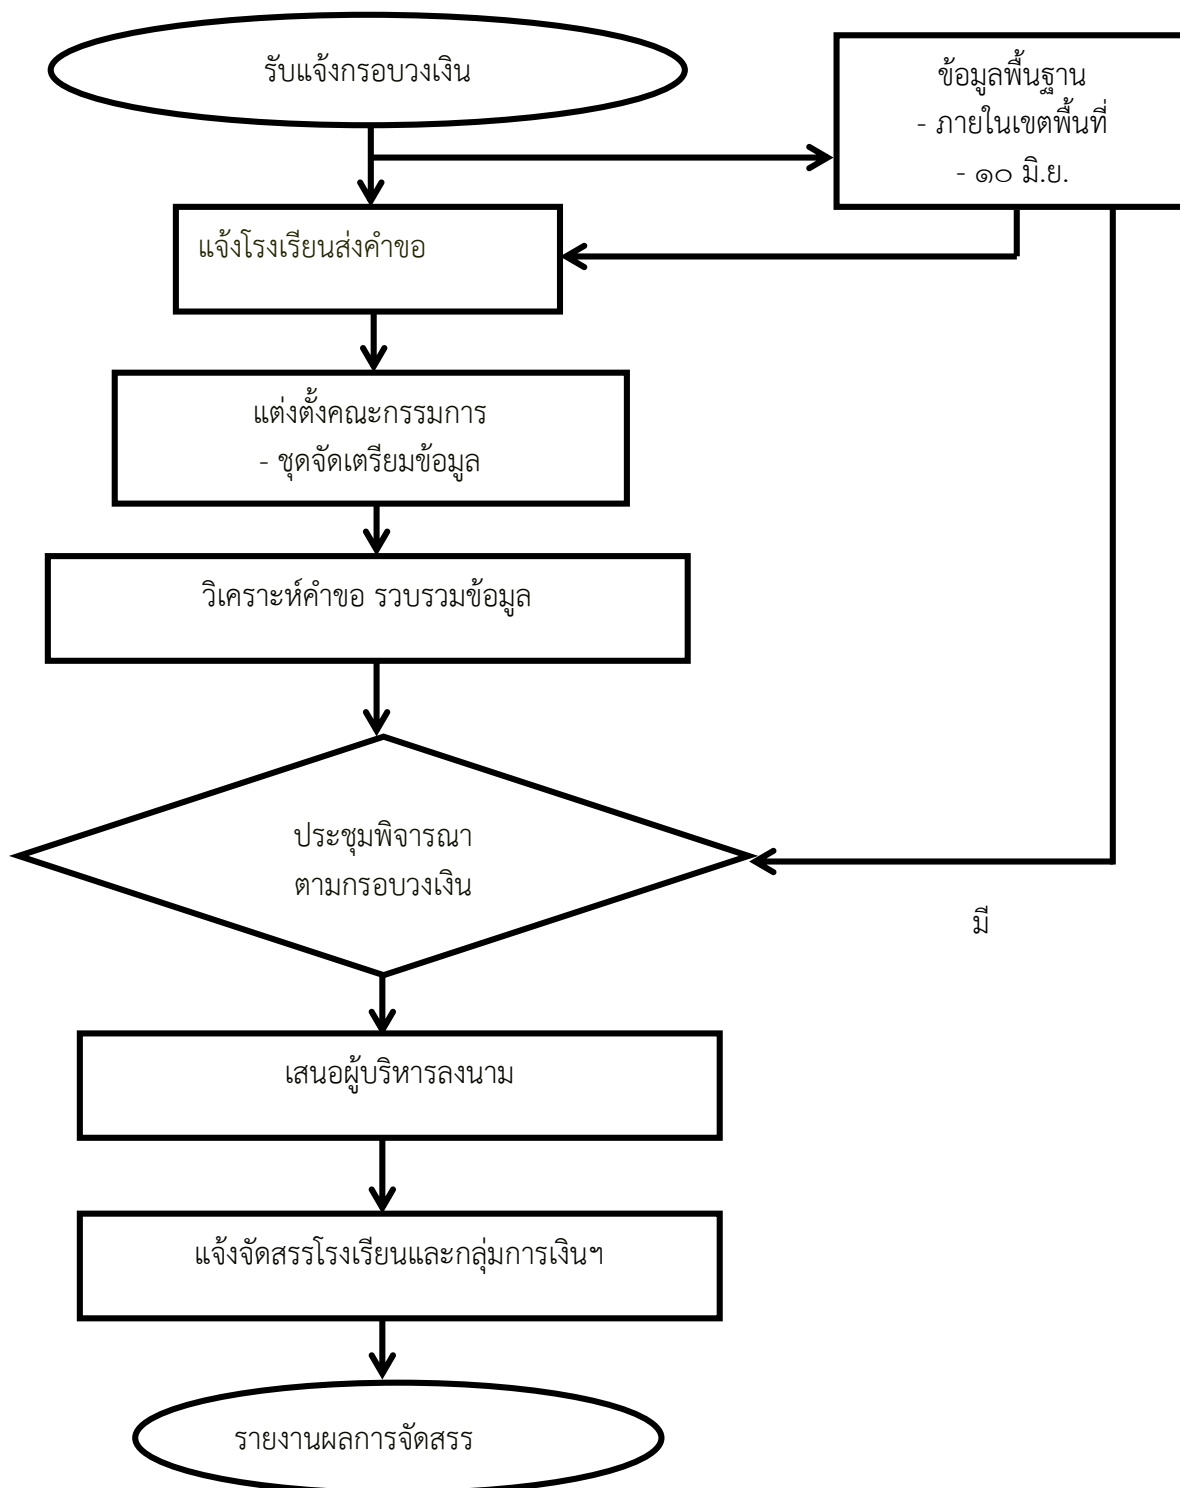 รับแจ้งกรอบวงเงิน
ข้อมูลพื้นฐาน
- ภายในเขตพื้นที่
- ๑๐ มิ.ย.
แจ้งโรงเรียนส่งคำขอ
แต่งตั้งคณะกรรมการ
- ชุดจัดเตรียมข้อมูล
วิเคราะห์คำขอ รวบรวมข้อมูล
ประชุมพิจารณา
ตามกรอบวงเงิน
มี
เสนอผู้บริหารลงนาม
แจ้งจัดสรรโรงเรียนและกลุ่มการเงินฯ
รายงานผลการจัดสรร